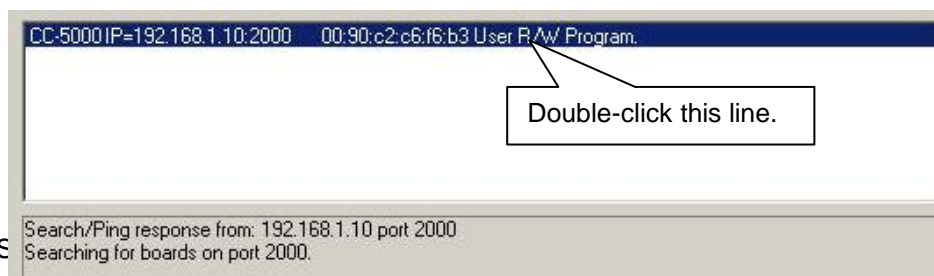 CC-5000 IP=192.168.1.10:2000 00:90:c2:c6:f6:b3 User R/W Program.
Double-click this line.
Search/Ping response from: 192.168.1.10 port 2000
Searching for boards on port 2000.